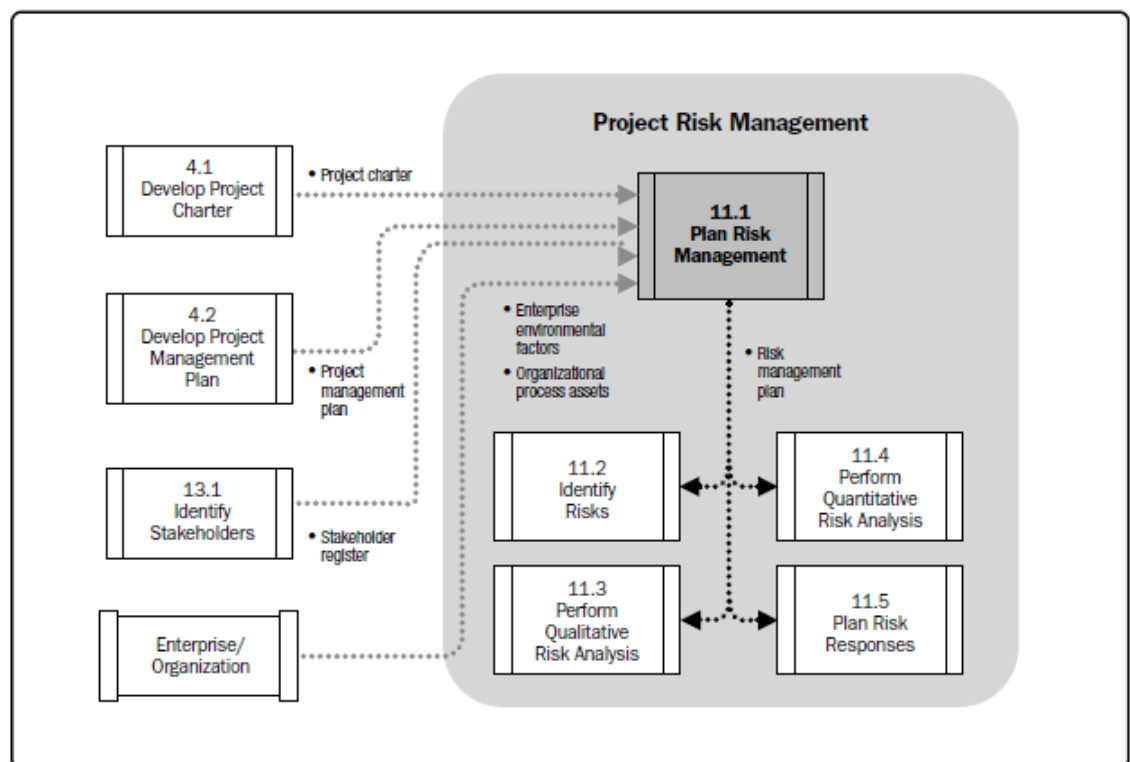 Project Risk Management
4.1
Develop Project
Charter
• Project charter
11.1
Plan Risk
Management
4.2
Develop Project
Management
Plan
• Project
management
plan
• Enterprise
environmental
factors
• Organizational
process assets
• Risk
management
plan
13.1
Identify
Stakeholders
• Stakeholder
register
11.2
Identify
Risks
11.4
Perform
Quantitative
Risk Analysis
Enterprise/
Organization
11.3
Perform
Qualitative
Risk Analysis
11.5
Plan Risk
Responses